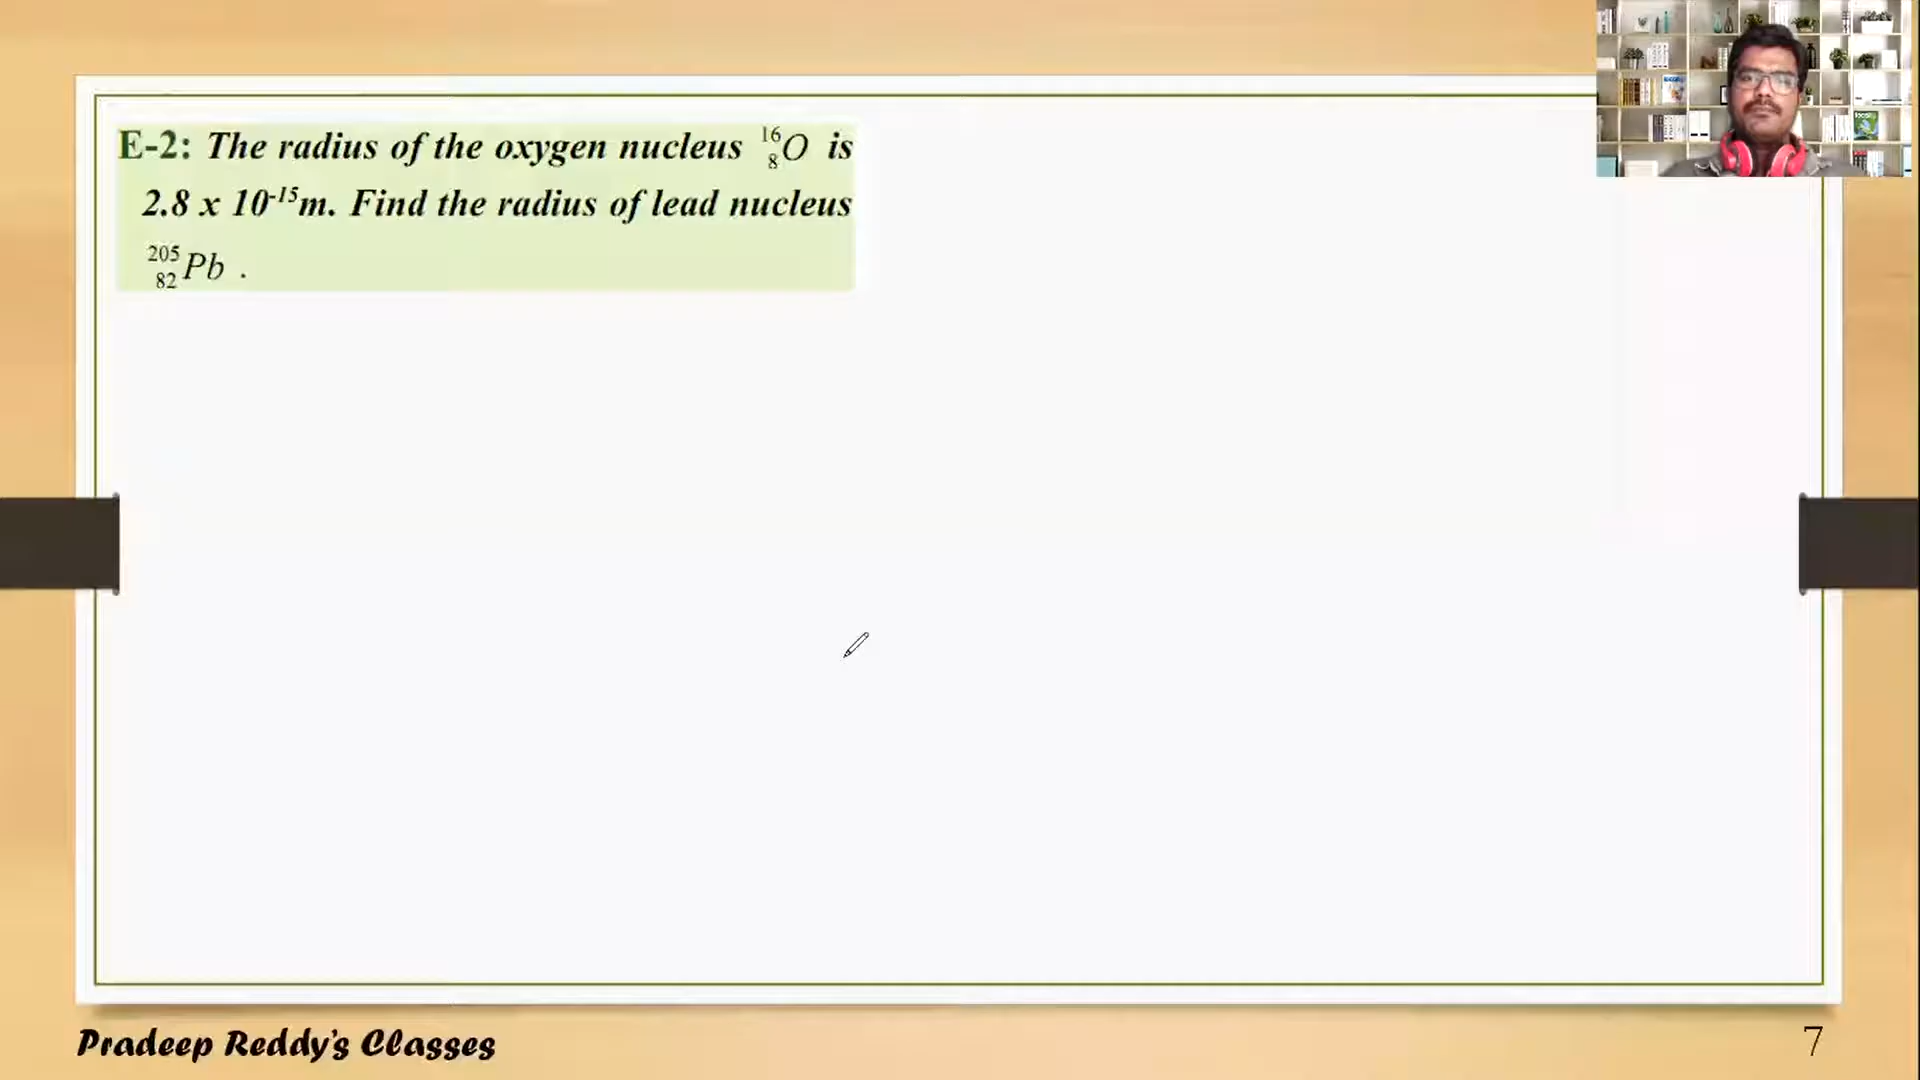 E-2: The radius of the oxygen nucleus ¹⁶₈O is
2.8 x 10⁻¹⁵m. Find the radius of lead nucleus
²⁰⁵₈₂Pb .
Pradeep Reddy's Classes
7